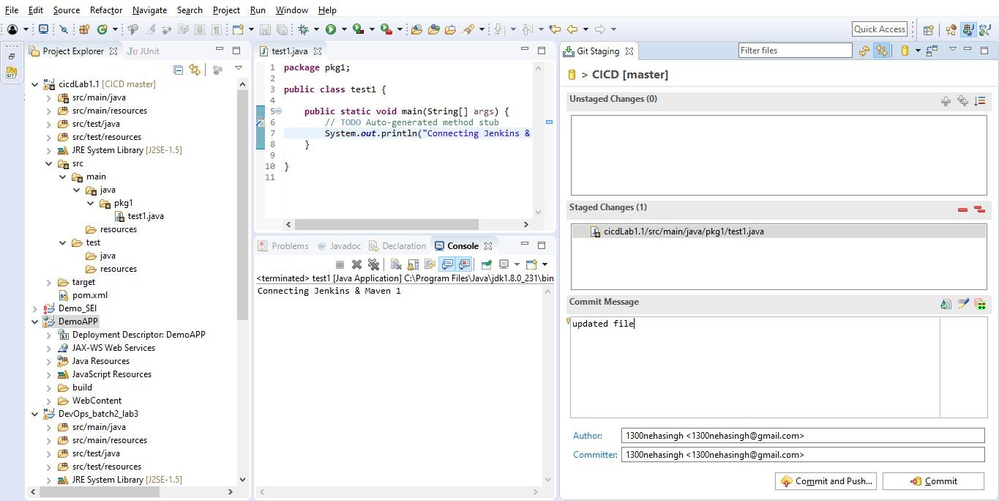 File Edit Source Refactor Navigate Search Project Run Window Help
Quick Access
Project Explorer JUnit
cicdLab1.1 [CICD master]
src/main/java
src/main/resources
src/test/java
src/test/resources
JRE System Library [J2SE-1.5]
src
main
java
pkg1
test1.java
resources
test
java
resources
target
pom.xml
Demo_SEI
DemoAPP
Deployment Descriptor: DemoAPP
JAX-WS Web Services
Java Resources
JavaScript Resources
build
WebContent
DevOps_batch2_lab3
src/main/java
src/main/resources
src/test/java
src/test/resources
JRE System Library [J2SE-1.5]
test1.java
1 package pkg1;
2
3 public class test1 {
4
5 public static void main(String[] args) {
6 // TODO Auto-generated method stub
7 System.out.println("Connecting Jenkins &
8 }
9
10 }
11
Problems @ Javadoc Declaration Console
<terminated> test1 [Java Application] C:\Program Files\Java\jdk1.8.0_231\bin
Connecting Jenkins & Maven 1
Git Staging
Filter files
> CICD [master]
Unstaged Changes (0)
Staged Changes (1)
cicdLab1.1/src/main/java/pkg1/test1.java
Commit Message
updated file
Author: 1300nehasingh <1300nehasingh@gmail.com>
Committer: 1300nehasingh <1300nehasingh@gmail.com>
Commit and Push... Commit